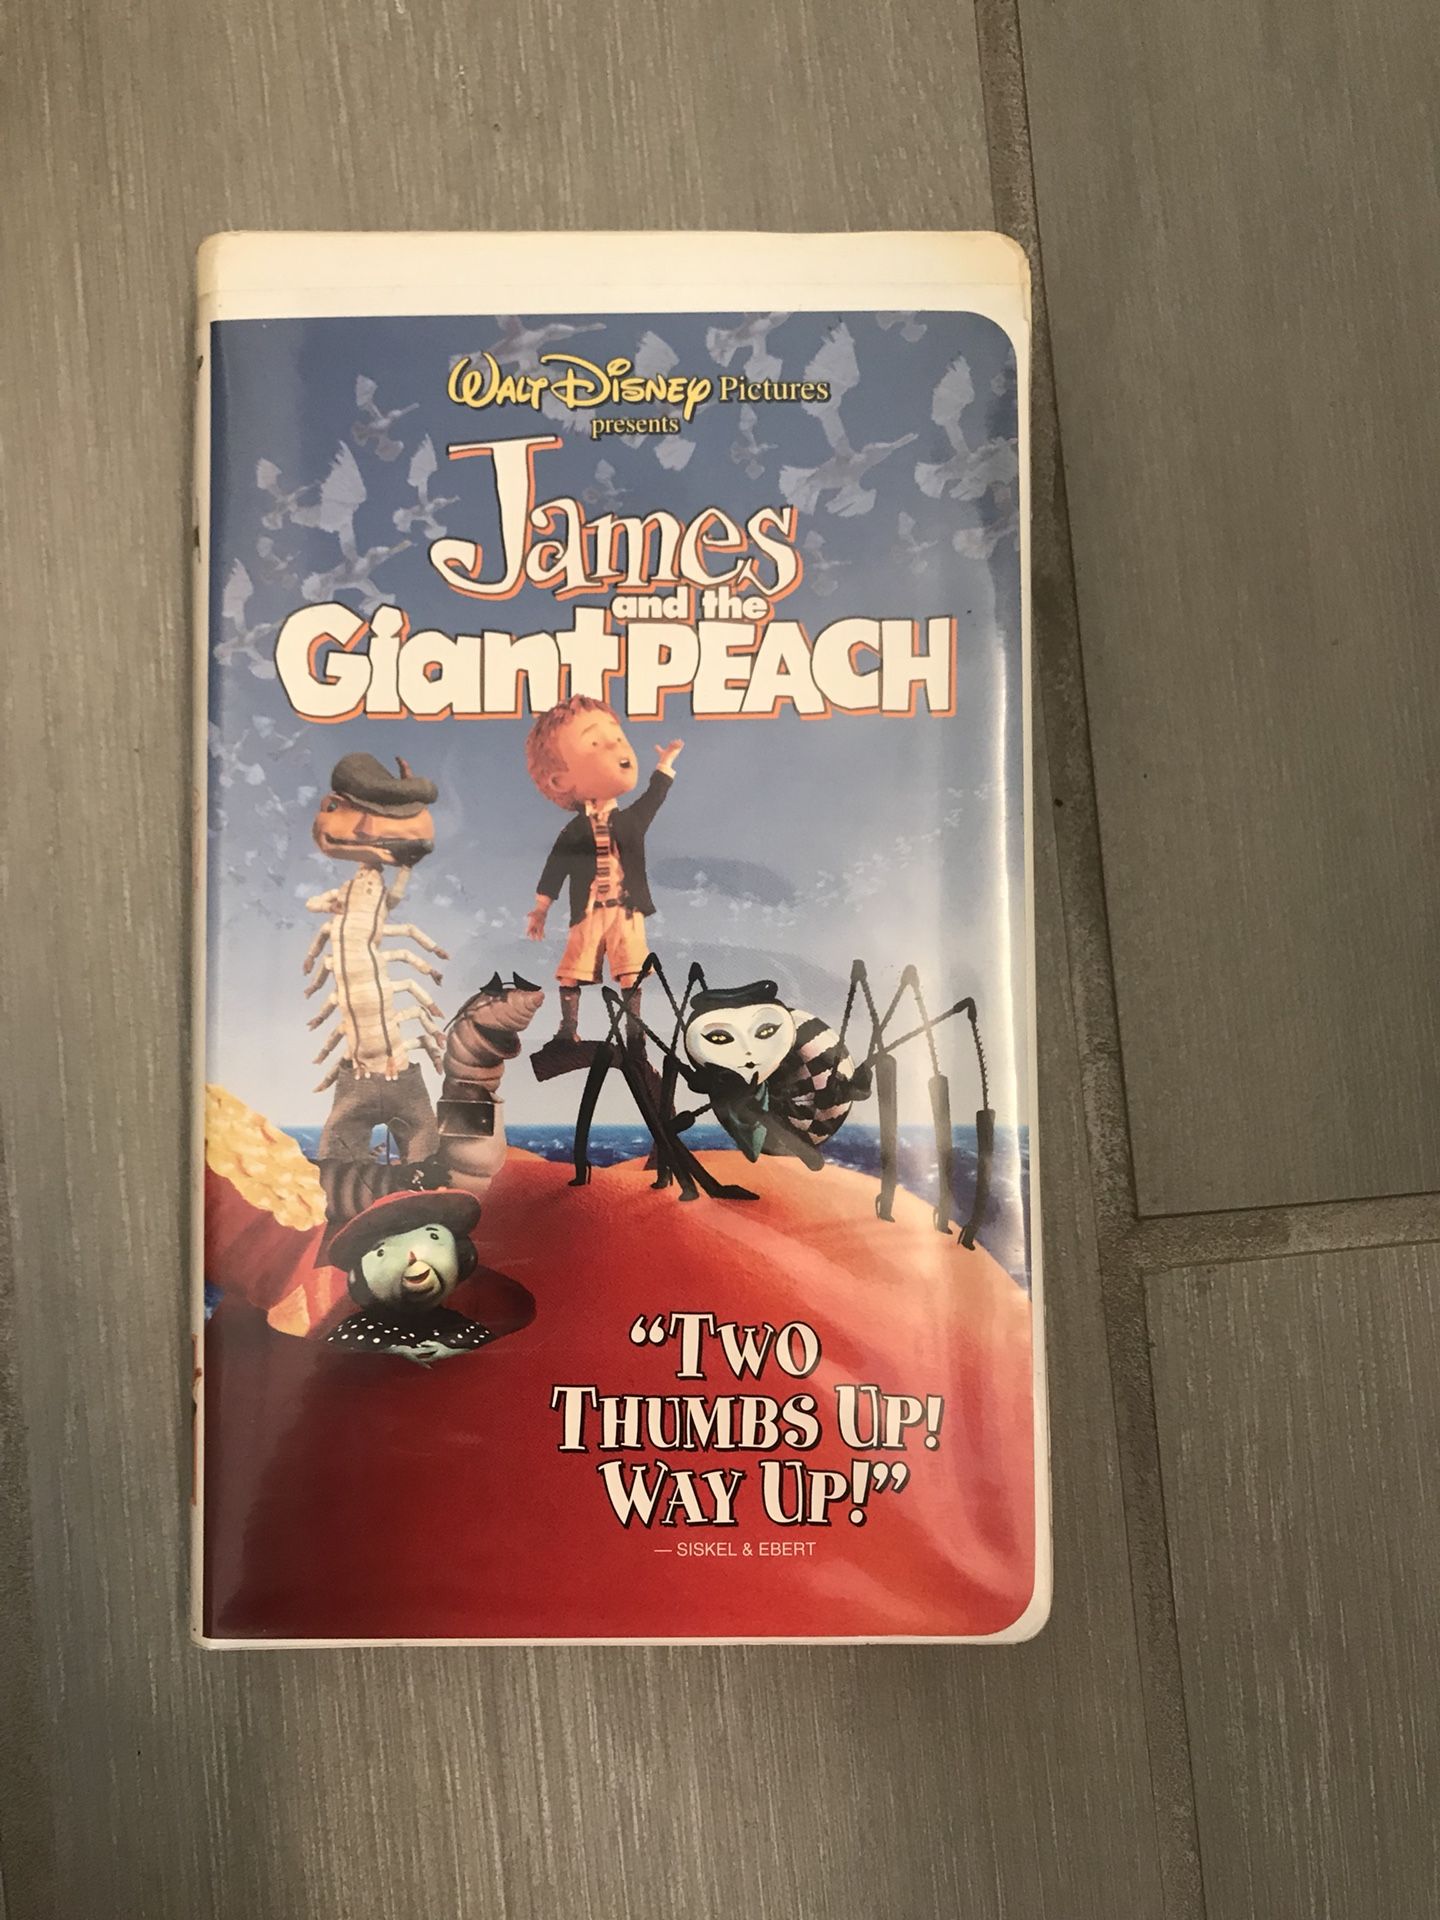 WALT DISNEY Pictures
presents
James
and the
Giant PEACH
“TWO
THUMBS UP!
WAY UP!”
— SISKEL & EBERT